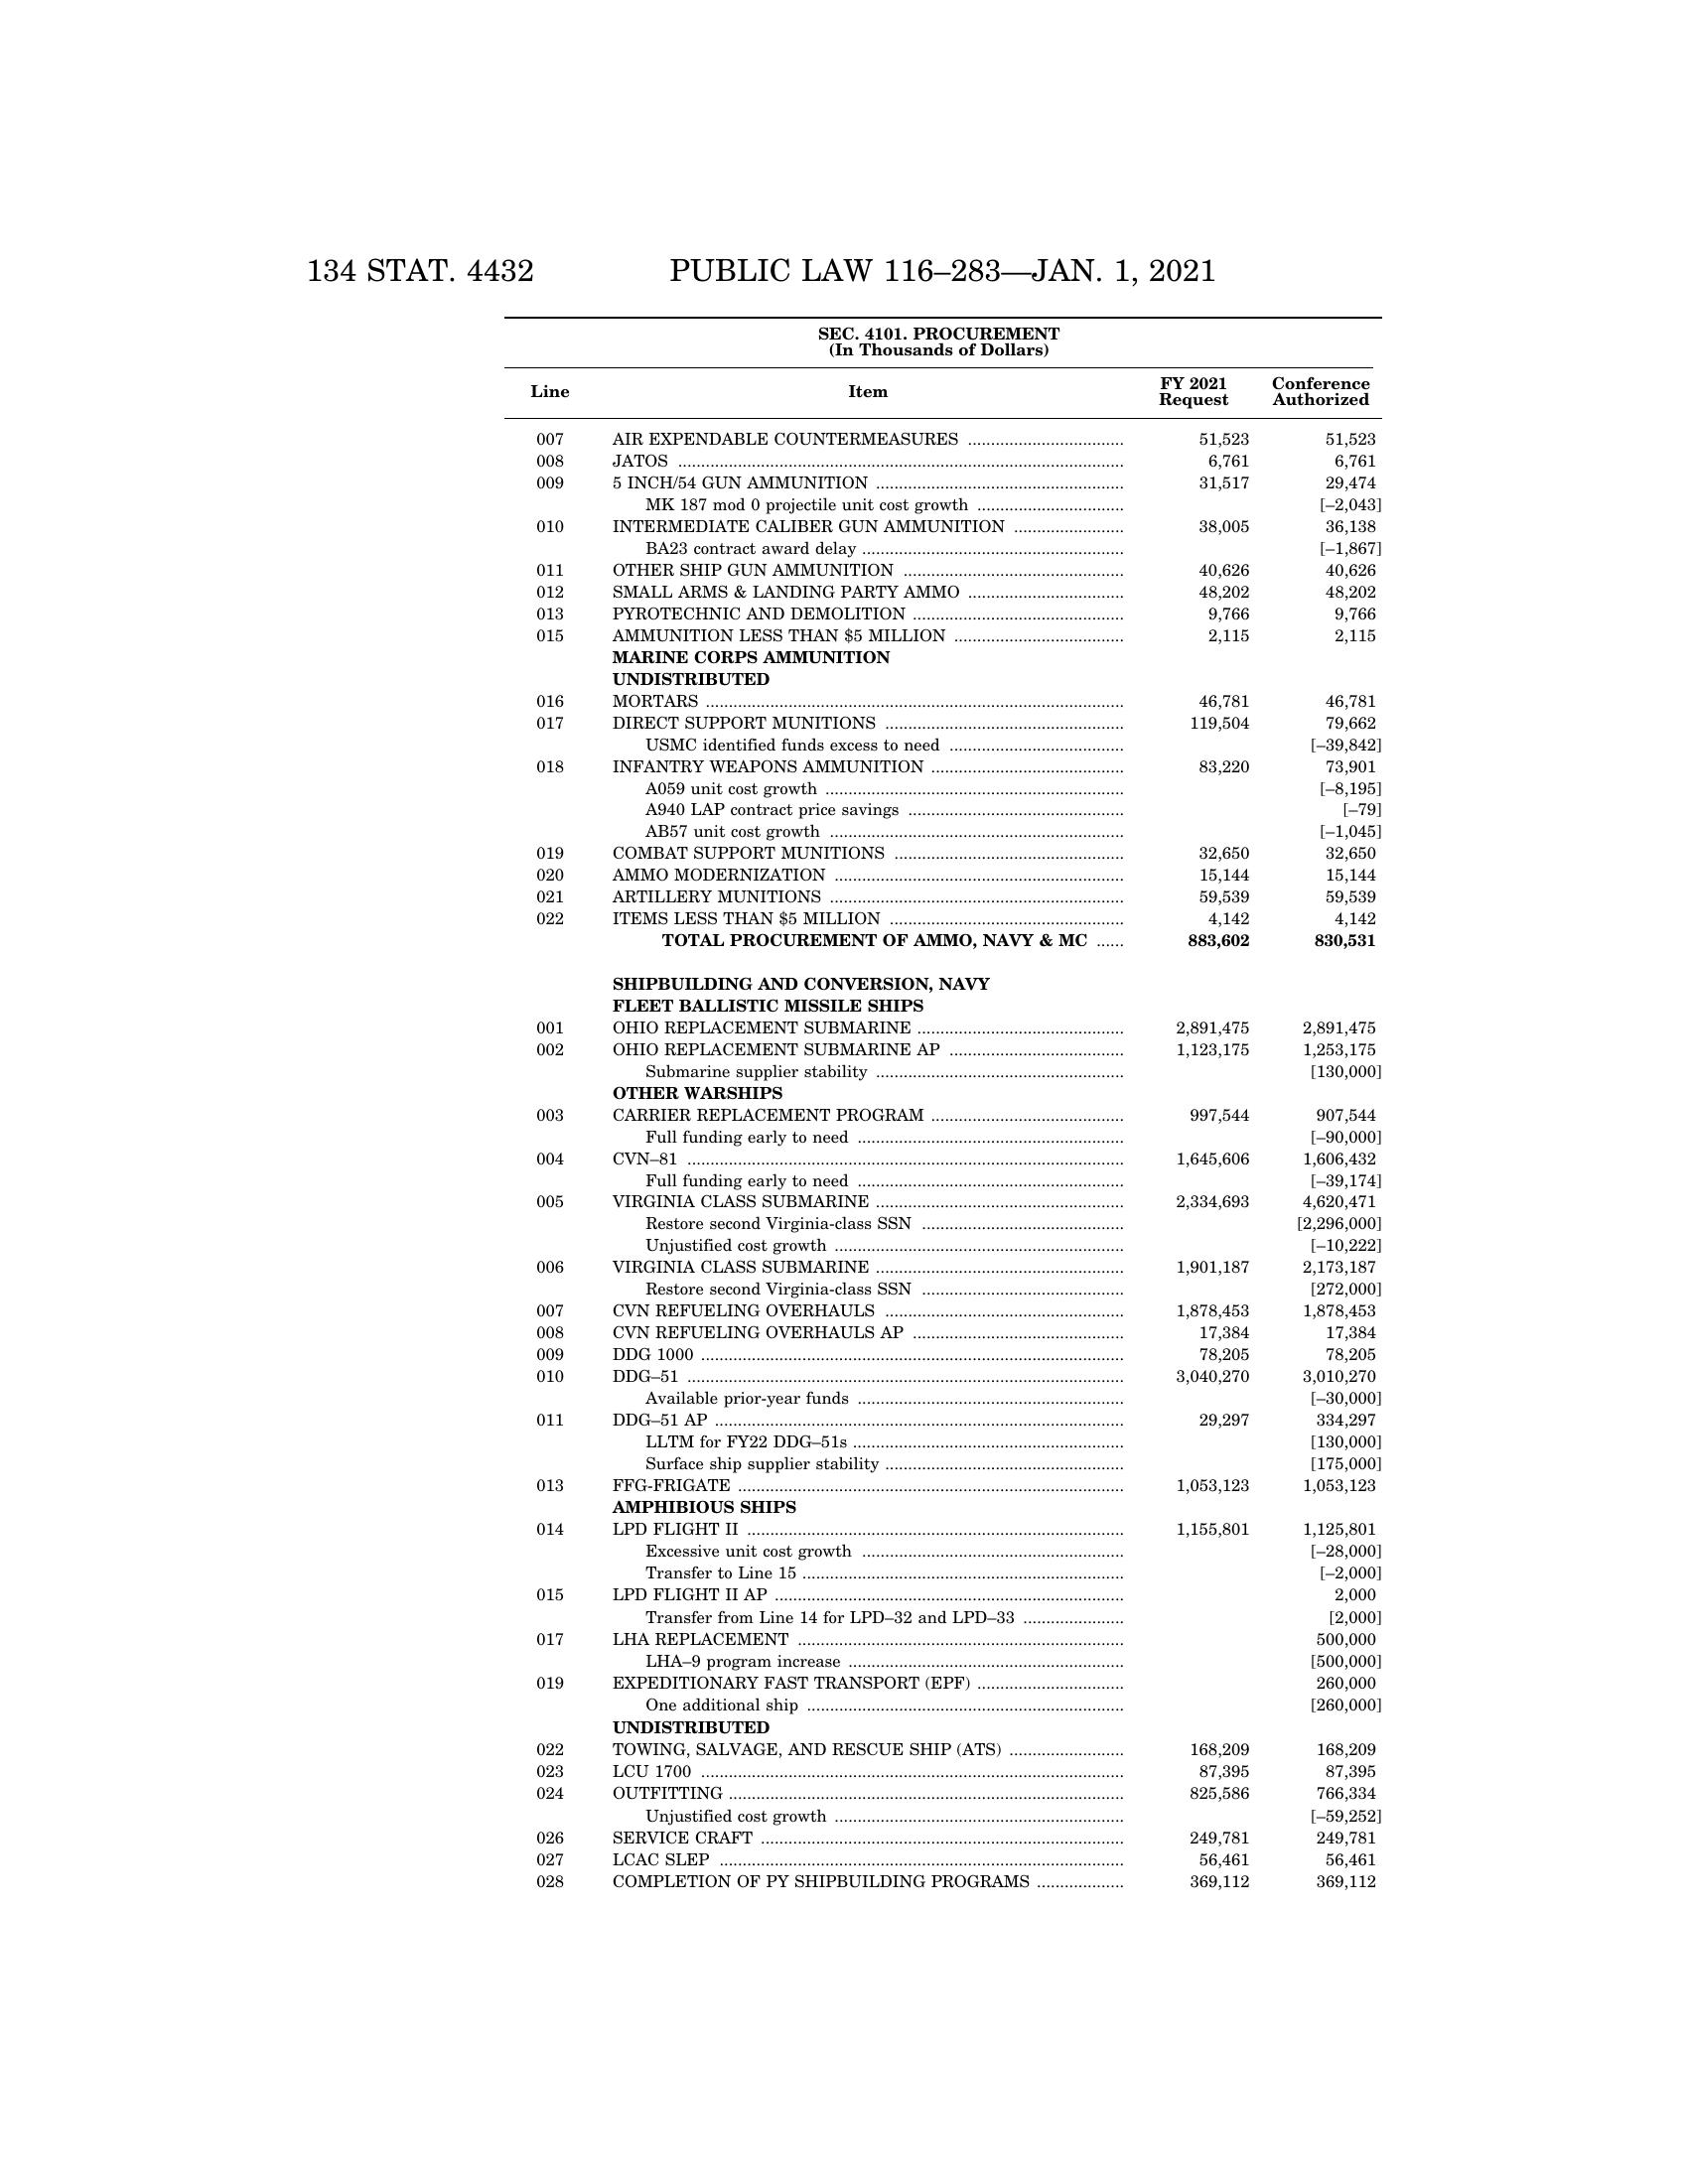 134 STAT. 4432 PUBLIC LAW 116–283—JAN. 1, 2021
SEC. 4101. PROCUREMENT
(In Thousands of Dollars)
Line Item FY 2021 Request Conference Authorized
007 AIR EXPENDABLE COUNTERMEASURES 51,523 51,523
008 JATOS 6,761 6,761
009 5 INCH/54 GUN AMMUNITION 31,517 29,474
MK 187 mod 0 projectile unit cost growth [–2,043]
010 INTERMEDIATE CALIBER GUN AMMUNITION 38,005 36,138
BA23 contract award delay [–1,867]
011 OTHER SHIP GUN AMMUNITION 40,626 40,626
012 SMALL ARMS & LANDING PARTY AMMO 48,202 48,202
013 PYROTECHNIC AND DEMOLITION 9,766 9,766
015 AMMUNITION LESS THAN $5 MILLION 2,115 2,115
MARINE CORPS AMMUNITION
UNDISTRIBUTED
016 MORTARS 46,781 46,781
017 DIRECT SUPPORT MUNITIONS 119,504 79,662
USMC identified funds excess to need [–39,842]
018 INFANTRY WEAPONS AMMUNITION 83,220 73,901
A059 unit cost growth [–8,195]
A940 LAP contract price savings [–79]
AB57 unit cost growth [–1,045]
019 COMBAT SUPPORT MUNITIONS 32,650 32,650
020 AMMO MODERNIZATION 15,144 15,144
021 ARTILLERY MUNITIONS 59,539 59,539
022 ITEMS LESS THAN $5 MILLION 4,142 4,142
TOTAL PROCUREMENT OF AMMO, NAVY & MC 883,602 830,531
SHIPBUILDING AND CONVERSION, NAVY
FLEET BALLISTIC MISSILE SHIPS
001 OHIO REPLACEMENT SUBMARINE 2,891,475 2,891,475
002 OHIO REPLACEMENT SUBMARINE AP 1,123,175 1,253,175
Submarine supplier stability [130,000]
OTHER WARSHIPS
003 CARRIER REPLACEMENT PROGRAM 997,544 907,544
Full funding early to need [–90,000]
004 CVN–81 1,645,606 1,606,432
Full funding early to need [–39,174]
005 VIRGINIA CLASS SUBMARINE 2,334,693 4,620,471
Restore second Virginia-class SSN [2,296,000]
Unjustified cost growth [–10,222]
006 VIRGINIA CLASS SUBMARINE 1,901,187 2,173,187
Restore second Virginia-class SSN [272,000]
007 CVN REFUELING OVERHAULS 1,878,453 1,878,453
008 CVN REFUELING OVERHAULS AP 17,384 17,384
009 DDG 1000 78,205 78,205
010 DDG–51 3,040,270 3,010,270
Available prior-year funds [–30,000]
011 DDG–51 AP 29,297 334,297
LLTM for FY22 DDG–51s [130,000]
Surface ship supplier stability [175,000]
013 FFG-FRIGATE 1,053,123 1,053,123
AMPHIBIOUS SHIPS
014 LPD FLIGHT II 1,155,801 1,125,801
Excessive unit cost growth [–28,000]
Transfer to Line 15 [–2,000]
015 LPD FLIGHT II AP 2,000
Transfer from Line 14 for LPD–32 and LPD–33 [2,000]
017 LHA REPLACEMENT 500,000
LHA–9 program increase [500,000]
019 EXPEDITIONARY FAST TRANSPORT (EPF) 260,000
One additional ship [260,000]
UNDISTRIBUTED
022 TOWING, SALVAGE, AND RESCUE SHIP (ATS) 168,209 168,209
023 LCU 1700 87,395 87,395
024 OUTFITTING 825,586 766,334
Unjustified cost growth [–59,252]
026 SERVICE CRAFT 249,781 249,781
027 LCAC SLEP 56,461 56,461
028 COMPLETION OF PY SHIPBUILDING PROGRAMS 369,112 369,112